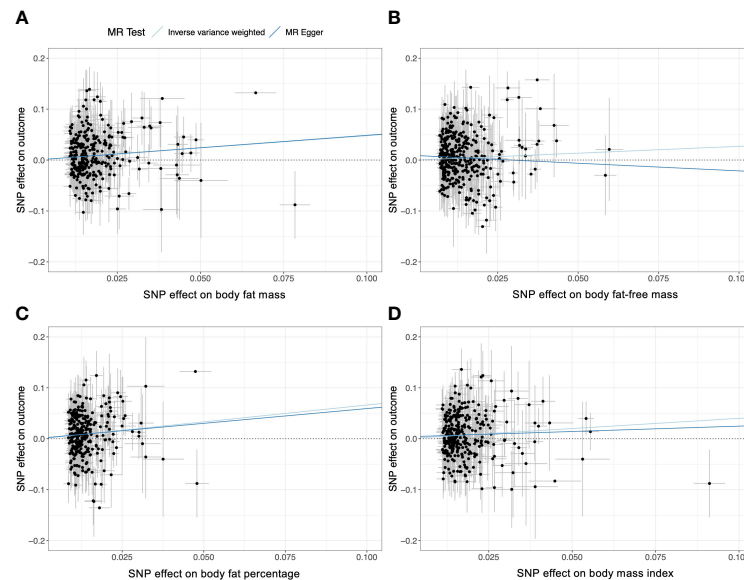 A
B
MR Test Inverse variance weighted MR Egger
0.2
0.1
0.0
−0.1
−0.2
SNP effect on outcome
0.025 0.050 0.075 0.100
SNP effect on body fat mass
0.2
0.1
0.0
−0.1
−0.2
SNP effect on outcome
0.025 0.050 0.075 0.100
SNP effect on body fat-free mass
C
D
0.2
0.1
0.0
−0.1
−0.2
SNP effect on outcome
0.025 0.050 0.075 0.100
SNP effect on body fat percentage
0.2
0.1
0.0
−0.1
−0.2
SNP effect on outcome
0.025 0.050 0.075 0.100
SNP effect on body mass index